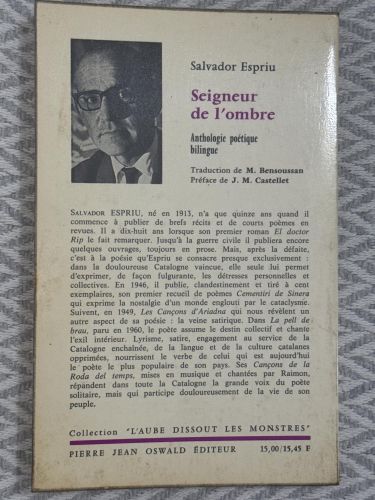 Salvador Espriu
Seigneur
de l'ombre
Anthologie poétique
bilingue
Traduction de M. Bensoussan
Préface de J. M. Castellet
SALVADOR ESPRIU, né en 1913, n'a que quinze ans quand il
commence à publier de brefs récits et de courts poèmes en
revues. Il a dix-huit ans lorsque son premier roman El doctor
Rip le fait remarquer. Jusqu'à la guerre civil il publiera encore
quelques ouvrages, toujours en prose. Mais, après la défaite,
c'est à la poésie qu'Espriu se consacre presque exclusivement :
dans la douloureuse Catalogne vaincue, elle seule lui permet
d'exprimer, de façon fulgurante, les détresses personnelles et
collectives. En 1946, il publie, clandestinement et tiré à cent
exemplaires, son premier recueil de poèmes Cementiri de Sinera
qui exprime la nostalgie d'un monde englouti par le cataclysme.
Suivent, en 1949, Les Cançons d'Ariadna qui nous révèlent un
autre aspect de sa poésie : la veine satirique. Dans La pell de
brau, paru en 1960, le poète assume le destin collectif et chante
l'exil intérieur. Lyrisme, satire, engagement au service de la
Catalogne enchaînée, de la langue et de la culture catalanes
opprimées, nourrissent le verbe de celui qui est aujourd'hui
le poète le plus populaire de son pays. Ses Cançons de la
Roda del temps, mises en musique et chantées par Raimon,
répandent dans toute la Catalogne la grande voix du poète
solitaire, mais qui participe douloureusement de la vie de son
peuple.
Collection "L'AUBE DISSOUT LES MONSTRES"
PIERRE JEAN OSWALD ÉDITEUR 15,00/15,45 F